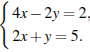 4x − 2y = 2,
2x + y = 5.